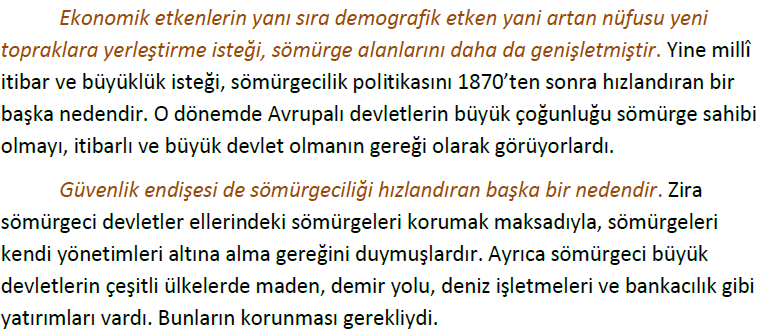 Ekonomik etkenlerin yanı sıra demografik etken yani artan nüfusu yeni
topraklara yerleştirme isteği, sömürge alanlarını daha da genişletmiştir. Yine millî
itibar ve büyüklük isteği, sömürgecilik politikasını 1870’ten sonra hızlandıran bir
başka nedendir. O dönemde Avrupalı devletlerin büyük çoğunluğu sömürge sahibi
olmayı, itibarlı ve büyük devlet olmanın gereği olarak görüyorlardı.
Güvenlik endişesi de sömürgeciliği hızlandıran başka bir nedendir. Zira
sömürgeci devletler ellerindeki sömürgeleri korumak maksadıyla, sömürgeleri
kendi yönetimleri altına alma gereğini duymuşlardır. Ayrıca sömürgeci büyük
devletlerin çeşitli ülkelerde maden, demir yolu, deniz işletmeleri ve bankacılık gibi
yatırımları vardı. Bunların korunması gerekliydi.